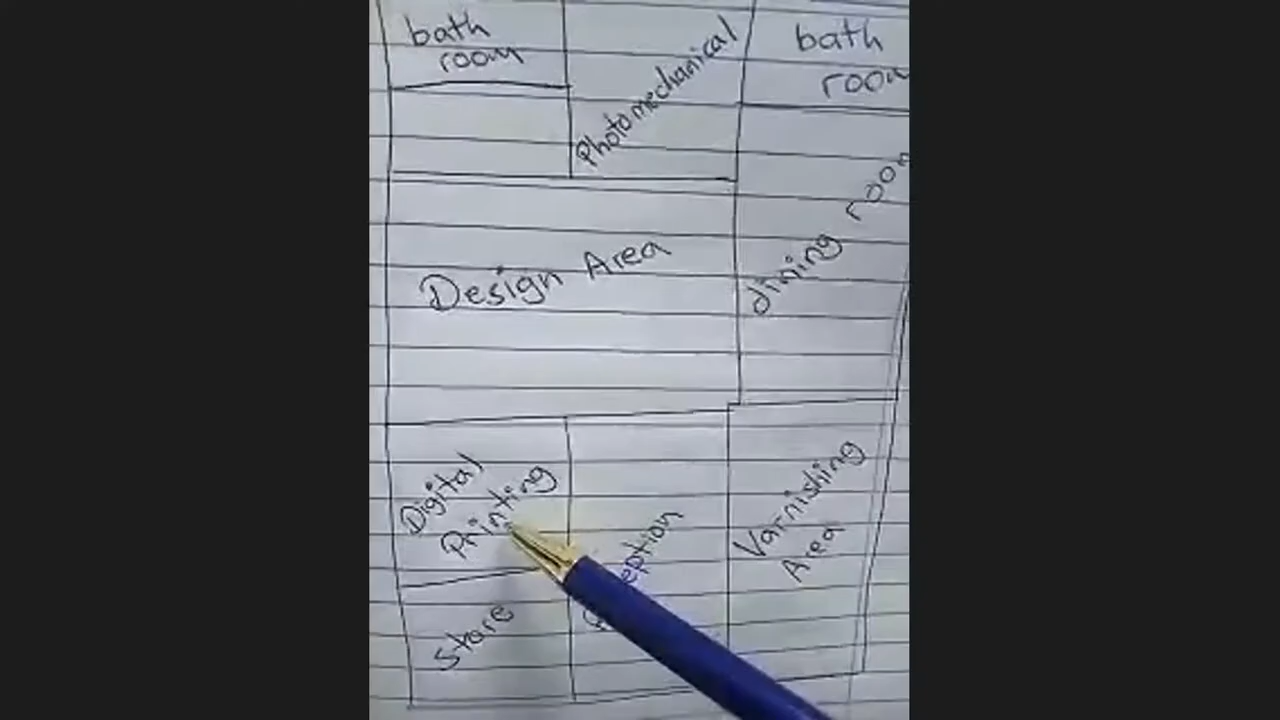 bath
room
Photomechanical
bath
room
Design Area
dining room
Digital
Printing
Varnishing
Area
Store